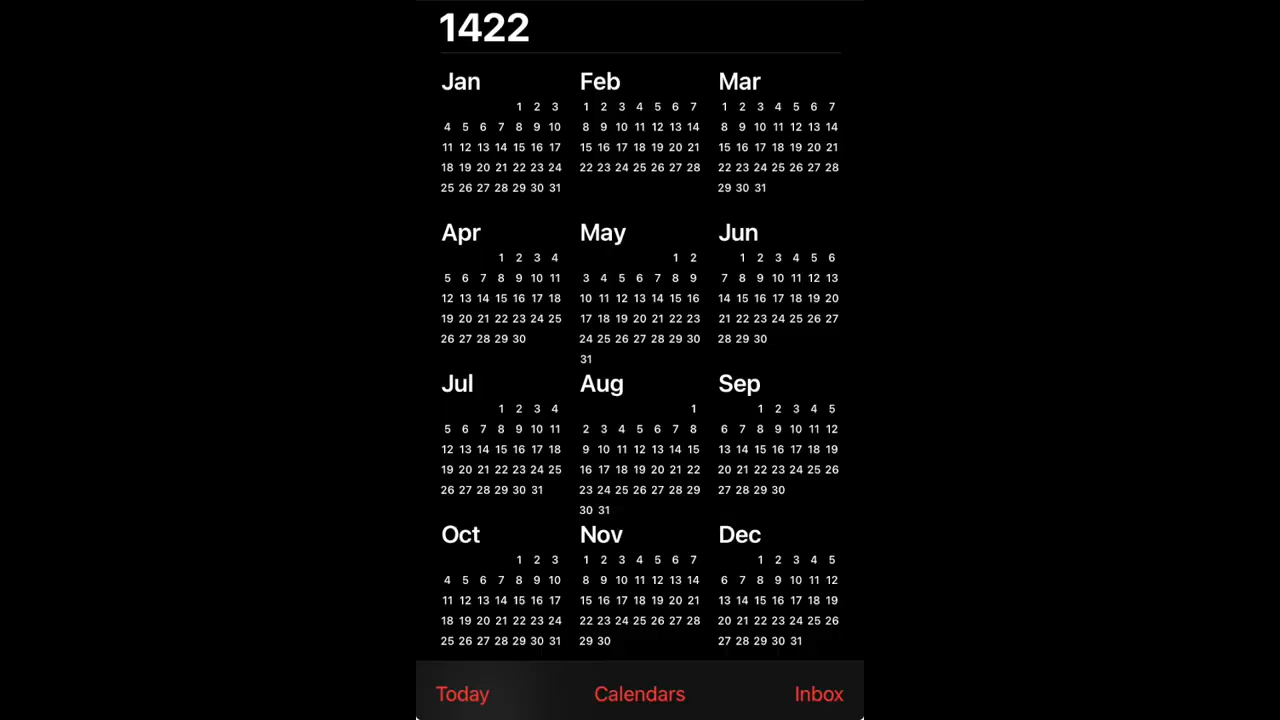 1422
Jan Feb Mar
1 2 3 1 2 3 4 5 6 7 1 2 3 4 5 6 7
4 5 6 7 8 9 10 8 9 10 11 12 13 14 8 9 10 11 12 13 14
11 12 13 14 15 16 17 15 16 17 18 19 20 21 15 16 17 18 19 20 21
18 19 20 21 22 23 24 22 23 24 25 26 27 28 22 23 24 25 26 27 28
25 26 27 28 29 30 31 29 30 31
Apr May Jun
1 2 3 4 1 2 1 2 3 4 5 6
5 6 7 8 9 10 11 3 4 5 6 7 8 9 7 8 9 10 11 12 13
12 13 14 15 16 17 18 10 11 12 13 14 15 16 14 15 16 17 18 19 20
19 20 21 22 23 24 25 17 18 19 20 21 22 23 21 22 23 24 25 26 27
26 27 28 29 30 24 25 26 27 28 29 30 28 29 30
31
Jul Aug Sep
1 2 3 4 1 1 2 3 4 5
5 6 7 8 9 10 11 2 3 4 5 6 7 8 6 7 8 9 10 11 12
12 13 14 15 16 17 18 9 10 11 12 13 14 15 13 14 15 16 17 18 19
19 20 21 22 23 24 25 16 17 18 19 20 21 22 20 21 22 23 24 25 26
26 27 28 29 30 31 23 24 25 26 27 28 29 27 28 29 30
30 31
Oct Nov Dec
1 2 3 1 2 3 4 5 6 7 1 2 3 4 5
4 5 6 7 8 9 10 8 9 10 11 12 13 14 6 7 8 9 10 11 12
11 12 13 14 15 16 17 15 16 17 18 19 20 21 13 14 15 16 17 18 19
18 19 20 21 22 23 24 22 23 24 25 26 27 28 20 21 22 23 24 25 26
25 26 27 28 29 30 31 29 30 27 28 29 30 31
Today Calendars Inbox